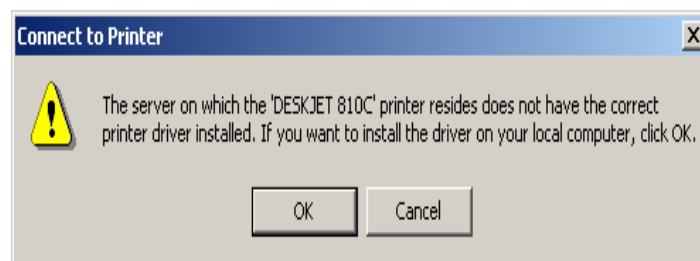 Connect to Printer
The server on which the 'DESKJET 810C' printer resides does not have the correct
printer driver installed. If you want to install the driver on your local computer, click OK.
OK
Cancel